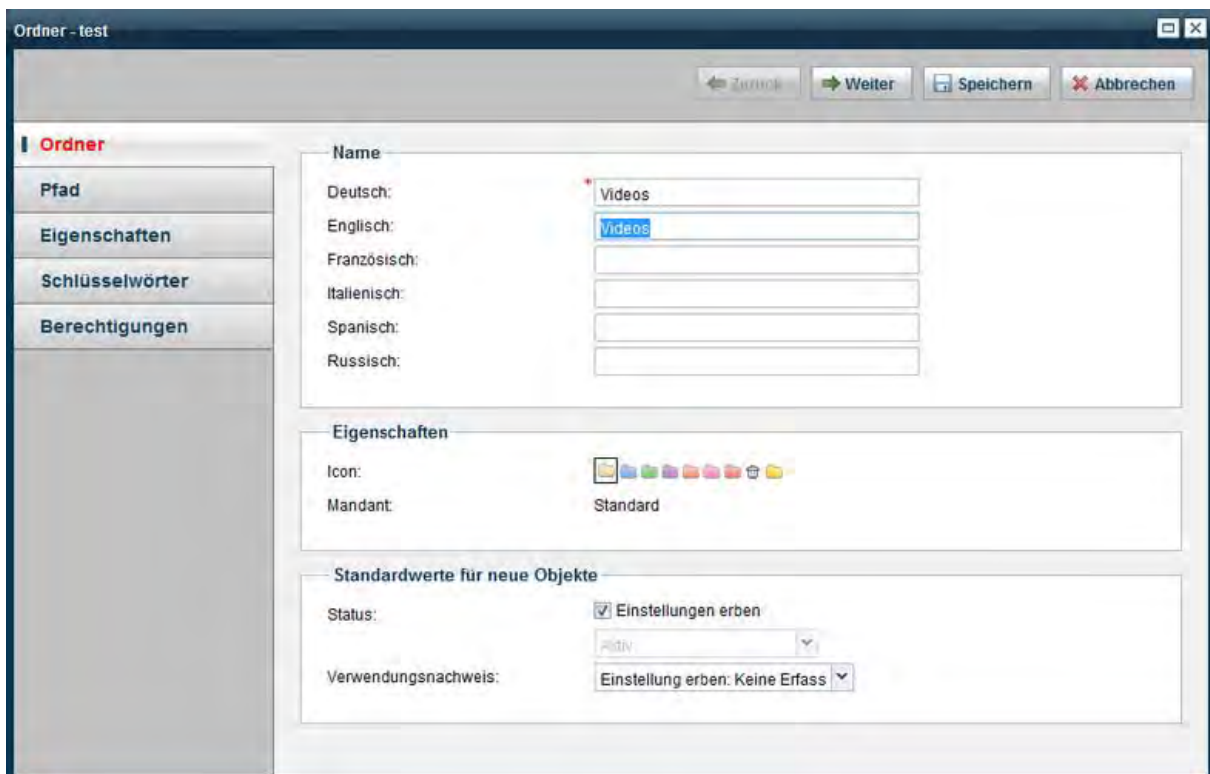 Ordner - test
Zurück Weiter Speichern Abbrechen
Ordner
Pfad
Eigenschaften
Schlüsselwörter
Berechtigungen
Name
Deutsch: * Videos
Englisch: Videos
Französisch:
Italienisch:
Spanisch:
Russisch:
Eigenschaften
Icon:
Mandant: Standard
Standardwerte für neue Objekte
Status: Einstellungen erben
Aktiv
Verwendungsnachweis: Einstellung erben: Keine Erfass